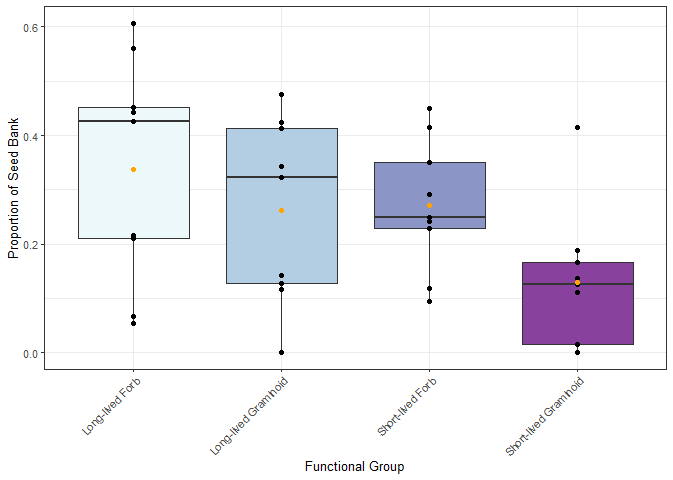 Proportion of Seed Bank
0.6
0.4
0.2
0.0
Long-lived Forb
Long-lived Graminoid
Short-lived Forb
Short-lived Graminoid
Functional Group